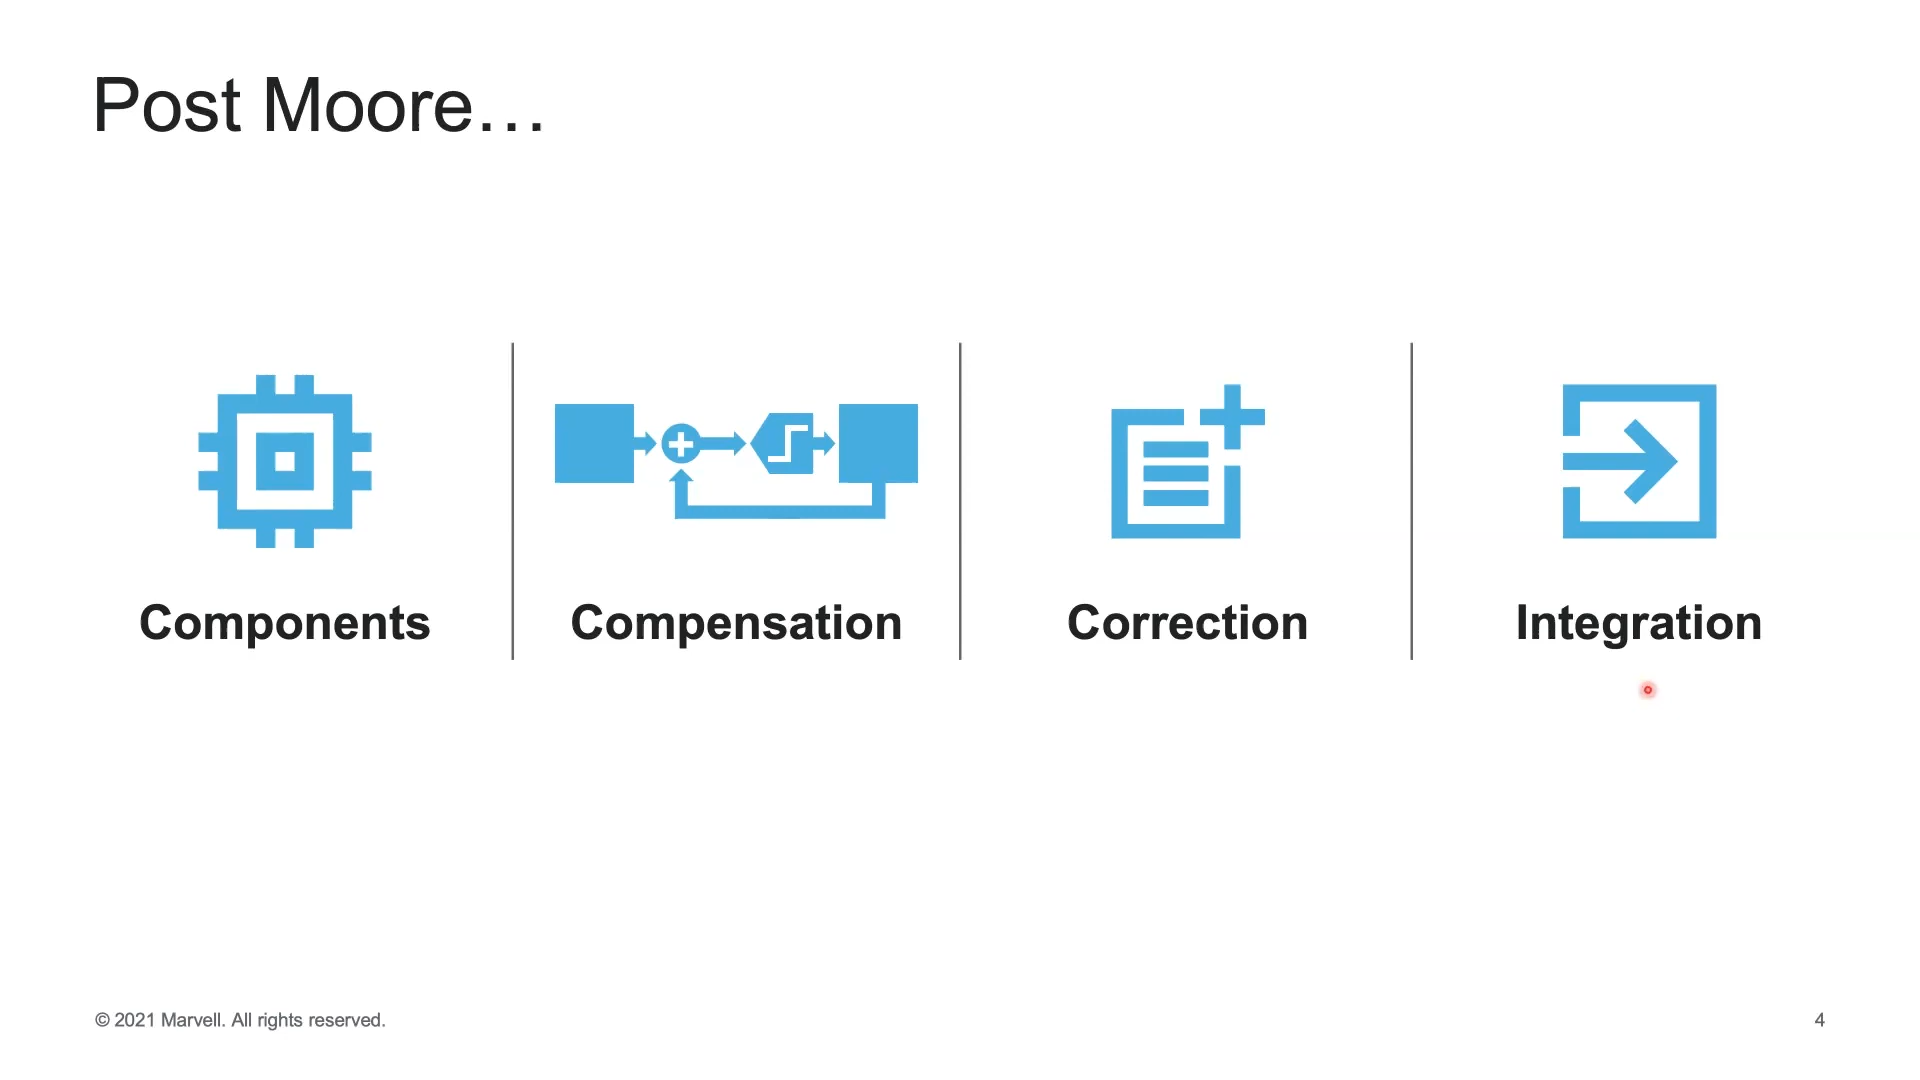 Post Moore…
Components
Compensation
Correction
Integration
© 2021 Marvell. All rights reserved.
4